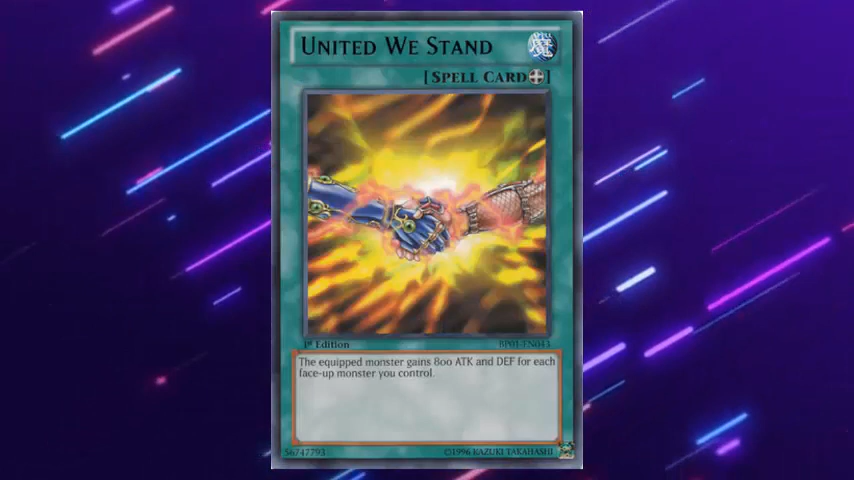 UNITED WE STAND
[SPELL CARD]
1st Edition
BP01-EN043
The equipped monster gains 800 ATK and DEF for each
face-up monster you control.
56747793
©1996 KAZUKI TAKAHASHI